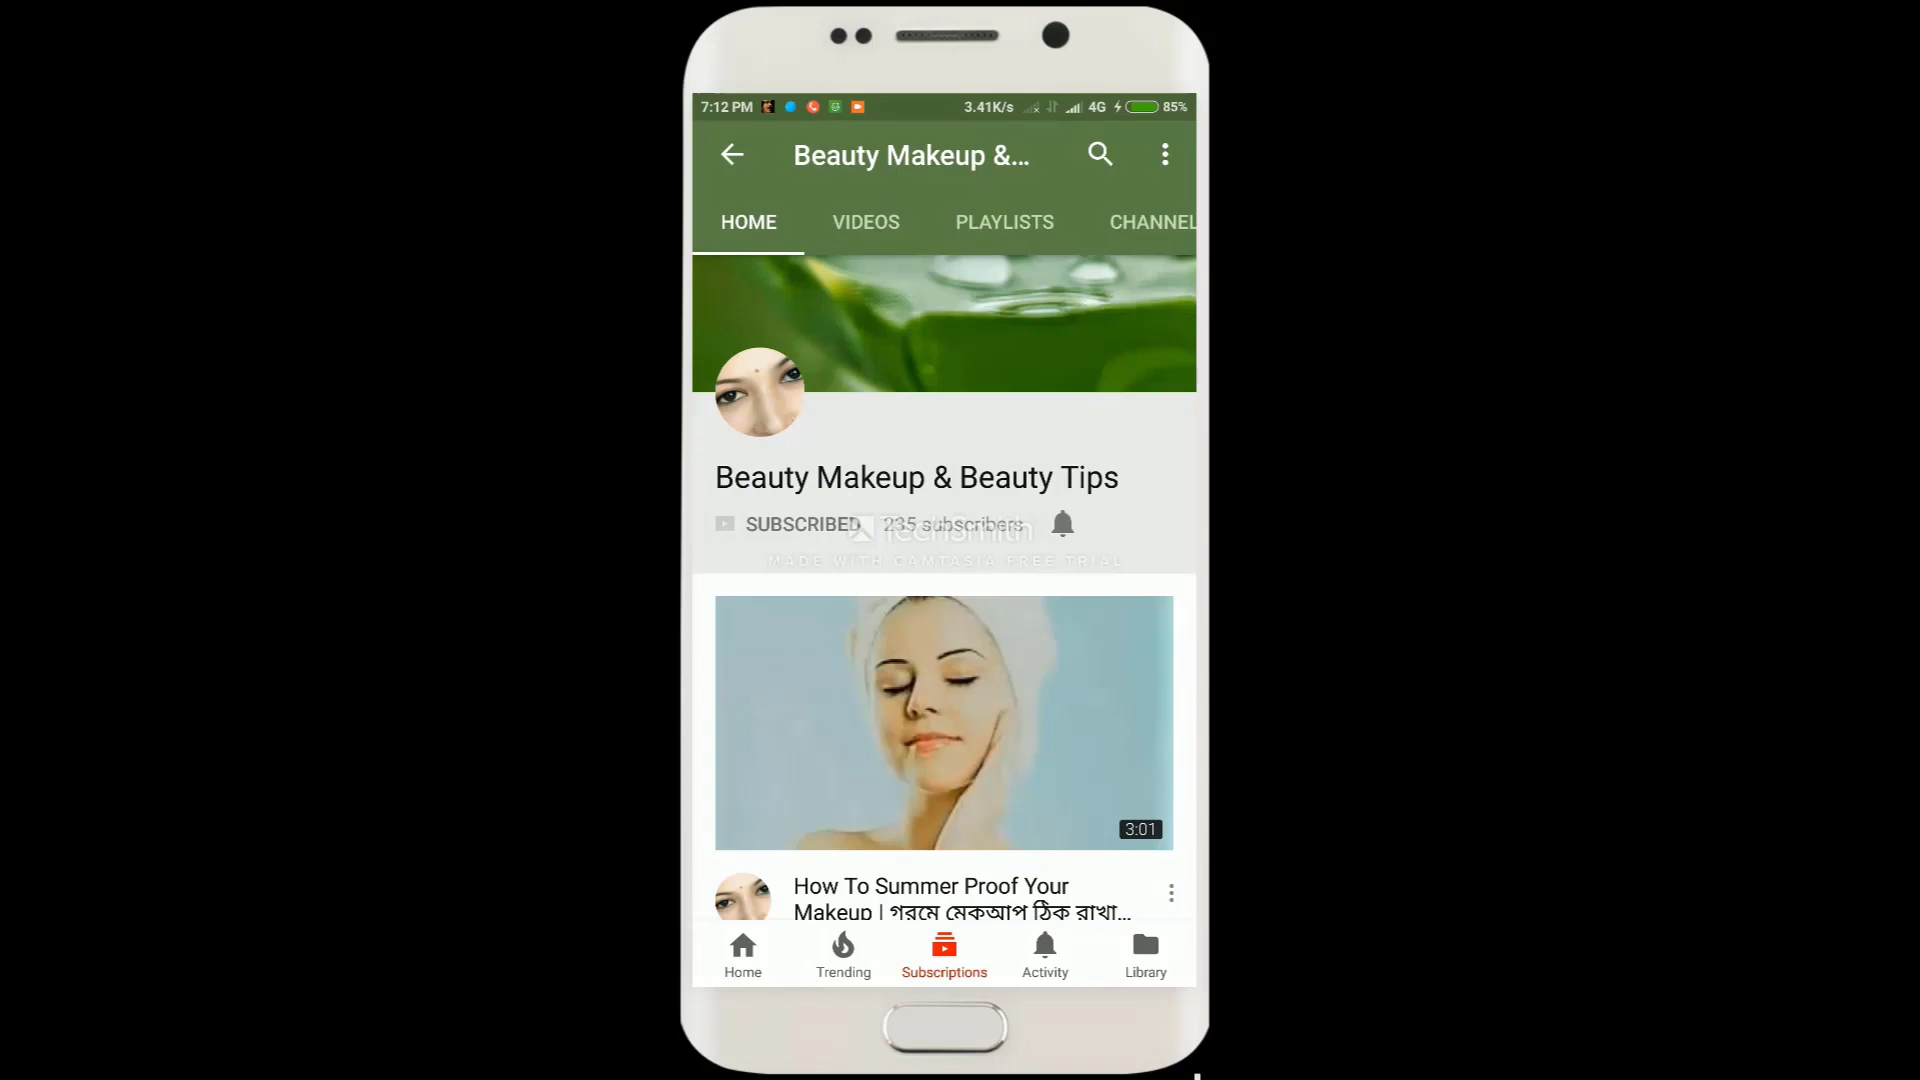 7:12 PM 3.41K/s 4G 85%
Beauty Makeup &...
HOME VIDEOS PLAYLISTS CHANNEL
Beauty Makeup & Beauty Tips
SUBSCRIBED 235 subscribers
TechSmith
MADE WITH CAMTASIA FREE TRIAL
3:01
How To Summer Proof Your
Makeup | গরমে মেকআপ ঠিক রাখা...
Home Trending Subscriptions Activity Library